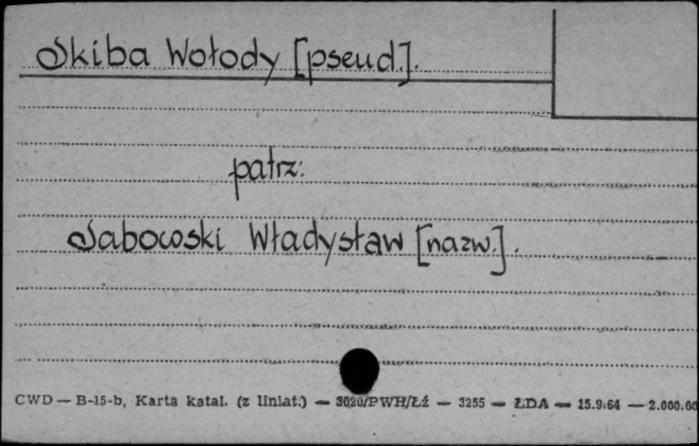 Skiba Wołody [pseud.].
patrz:
Sabowski Władysław [nazw.].
CWD — B-15-b, Karta katal. (z liniat.) — 3020/PWH/Łź — 3255 — ŁDA — 15.9.64 — 2.000.00